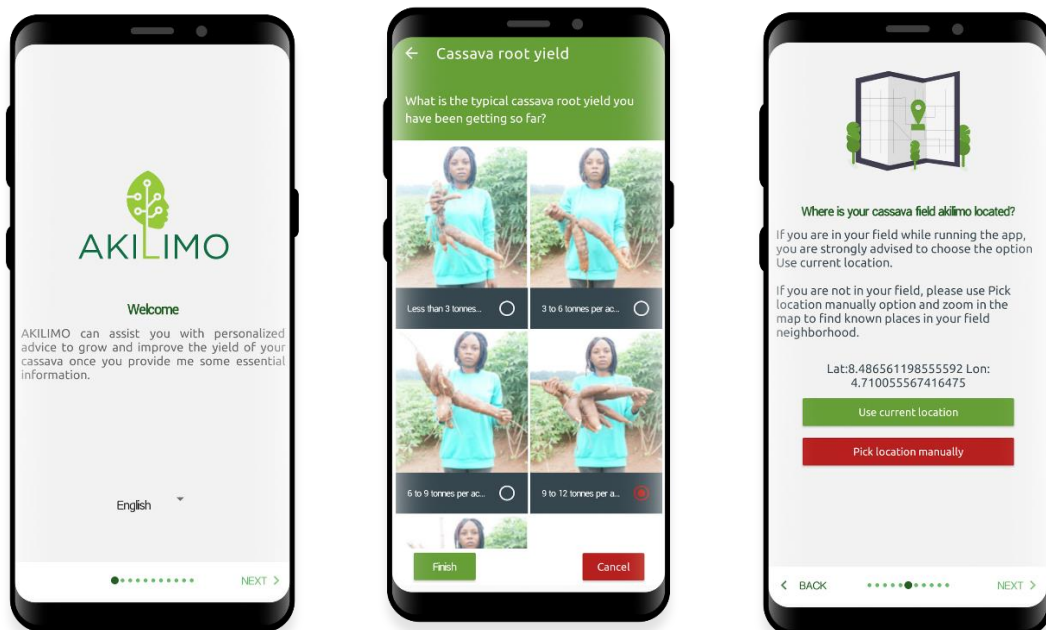 AKILIMO
Welcome
AKILIMO can assist you with personalized
advice to grow and improve the yield of your
cassava once you provide me some essential
information.
English
NEXT >
← Cassava root yield
What is the typical cassava root yield you
have been getting so far?
Less than 3 tonnes...
3 to 6 tonnes per ac...
6 to 9 tonnes per ac...
9 to 12 tonnes per a...
Finish
Cancel
Where is your cassava field akilimo located?
If you are in your field while running the app,
you are strongly advised to choose the option
Use current location.
If you are not in your field, please use Pick
location manually option and zoom in the
map to find known places in your field
neighborhood.
Lat:8.486561198555592 Lon:
4.710055567416475
Use current location
Pick location manually
< BACK
NEXT >